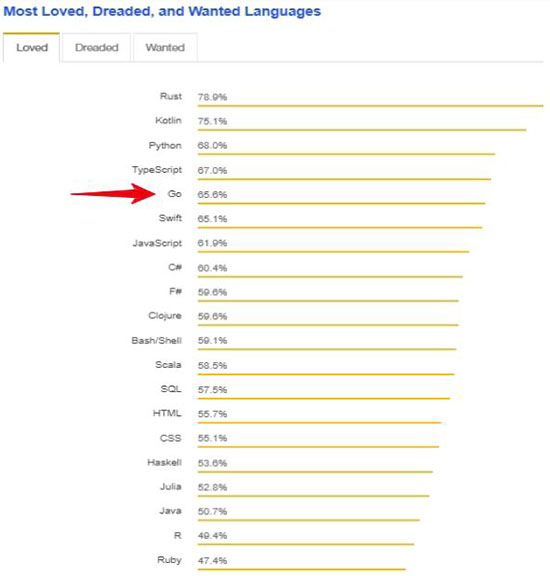 Most Loved, Dreaded, and Wanted Languages
Loved Dreaded Wanted
Rust 78.9%
Kotlin 75.1%
Python 68.0%
TypeScript 67.0%
Go 65.6%
Swift 65.1%
JavaScript 61.9%
C# 60.4%
F# 59.6%
Clojure 59.6%
Bash/Shell 59.1%
Scala 58.5%
SQL 57.5%
HTML 55.7%
CSS 55.1%
Haskell 53.6%
Julia 52.8%
Java 50.7%
R 49.4%
Ruby 47.4%